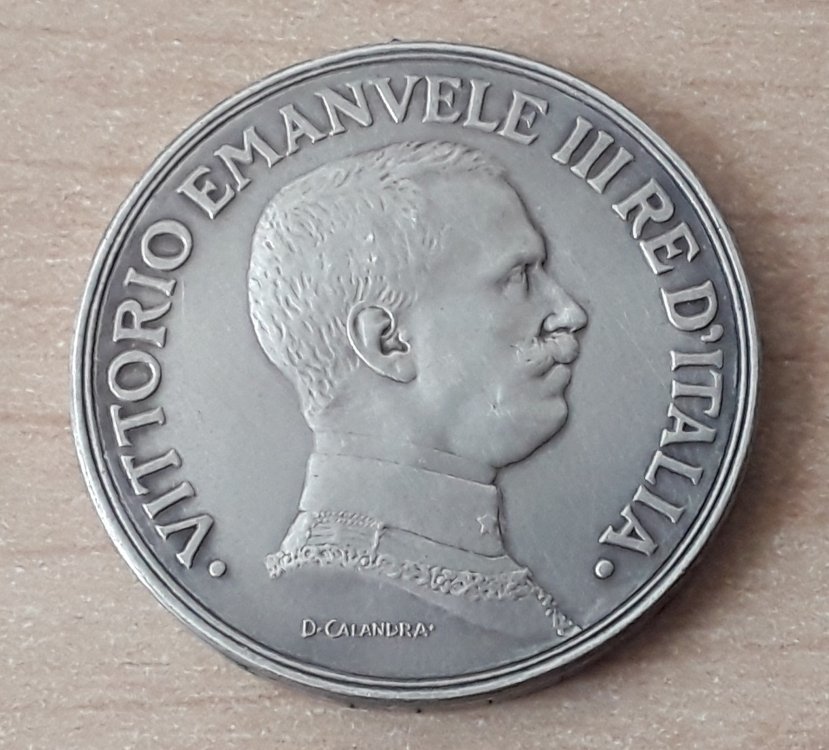 · VITTORIO EMANVELE III RE D'ITALIA ·
D·CALANDRA·